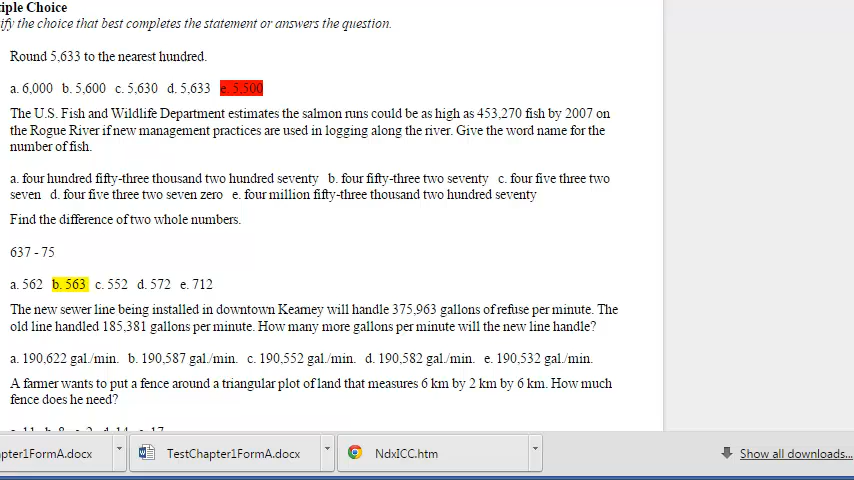 iple Choice
ify the choice that best completes the statement or answers the question.
Round 5,633 to the nearest hundred.
a. 6,000 b. 5,600 c. 5,630 d. 5,633 e. 5,500
The U.S. Fish and Wildlife Department estimates the salmon runs could be as high as 453,270 fish by 2007 on
the Rogue River if new management practices are used in logging along the river. Give the word name for the
number of fish.
a. four hundred fifty-three thousand two hundred seventy b. four fifty-three two seventy c. four five three two
seven d. four five three two seven zero e. four million fifty-three thousand two hundred seventy
Find the difference of two whole numbers.
637 - 75
a. 562 b. 563 c. 552 d. 572 e. 712
The new sewer line being installed in downtown Kearney will handle 375,963 gallons of refuse per minute. The
old line handled 185,381 gallons per minute. How many more gallons per minute will the new line handle?
a. 190,622 gal./min. b. 190,587 gal./min. c. 190,552 gal./min. d. 190,582 gal./min. e. 190,532 gal./min.
A farmer wants to put a fence around a triangular plot of land that measures 6 km by 2 km by 6 km. How much
fence does he need?
pter1FormA.docx
TestChapter1FormA.docx
NdxICC.htm
Show all downloads...